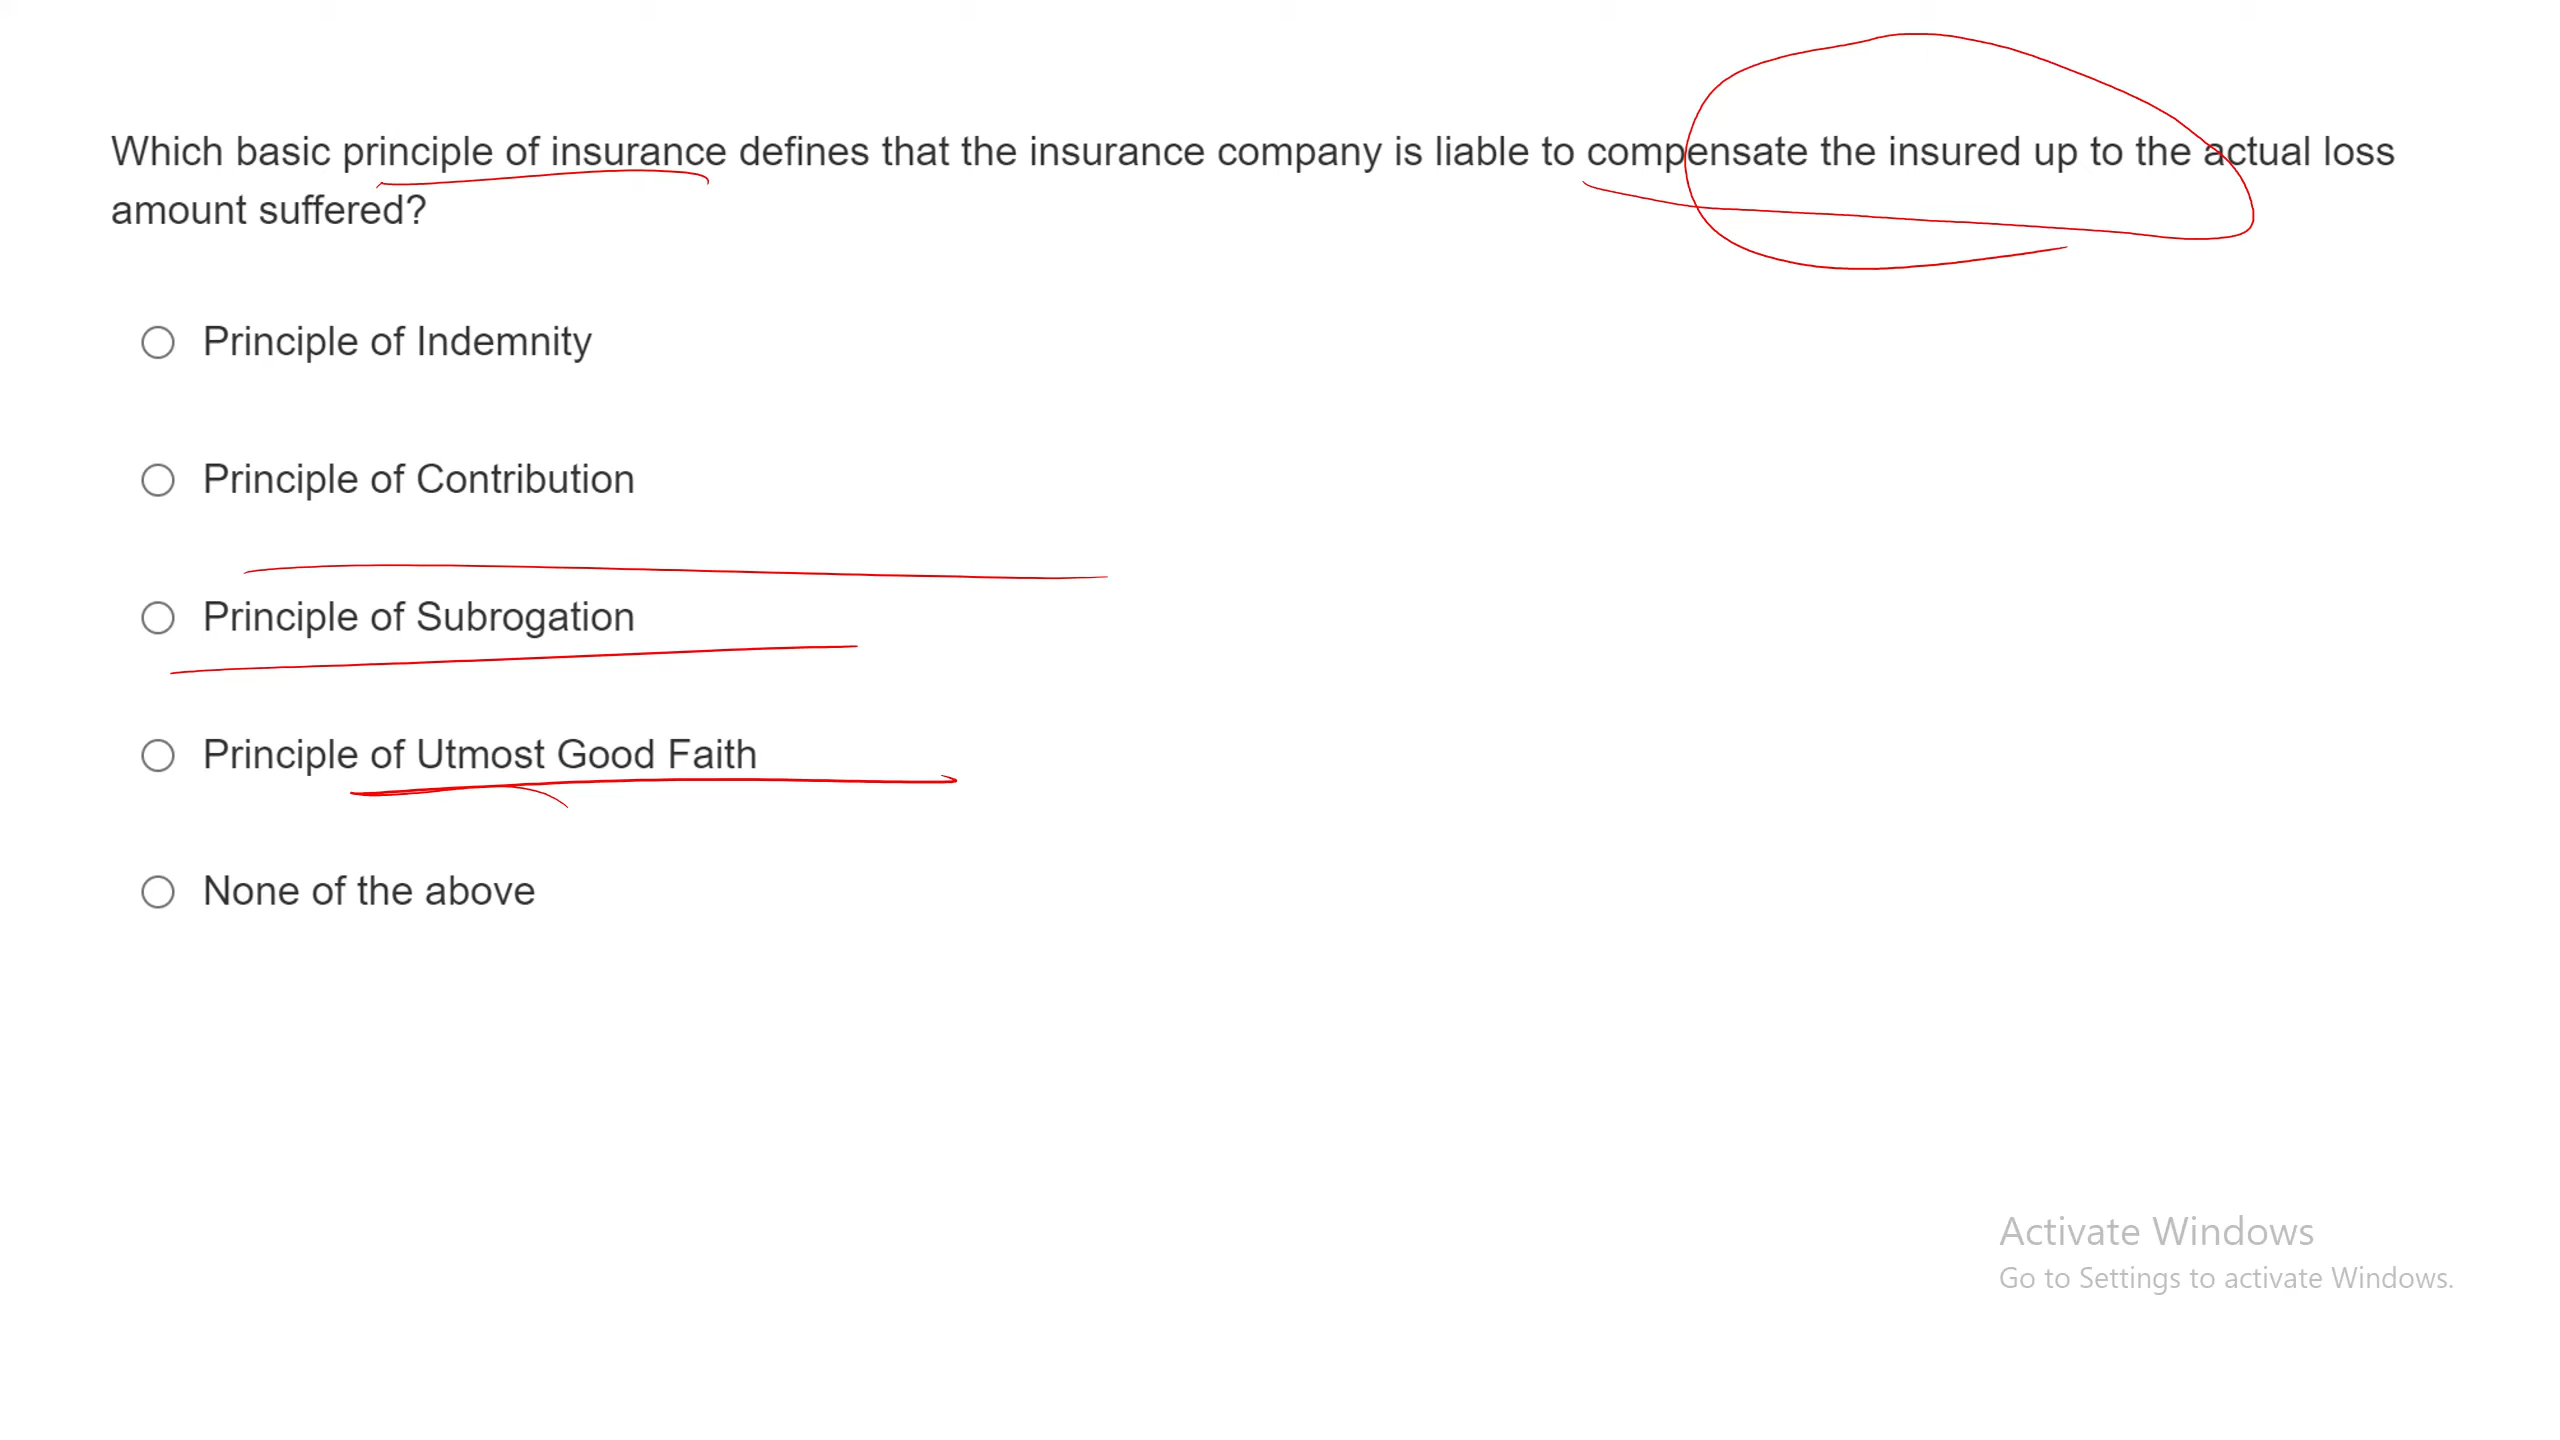 Which basic principle of insurance defines that the insurance company is liable to compensate the insured up to the actual loss
amount suffered?
Principle of Indemnity
Principle of Contribution
Principle of Subrogation
Principle of Utmost Good Faith
None of the above
Activate Windows
Go to Settings to activate Windows.